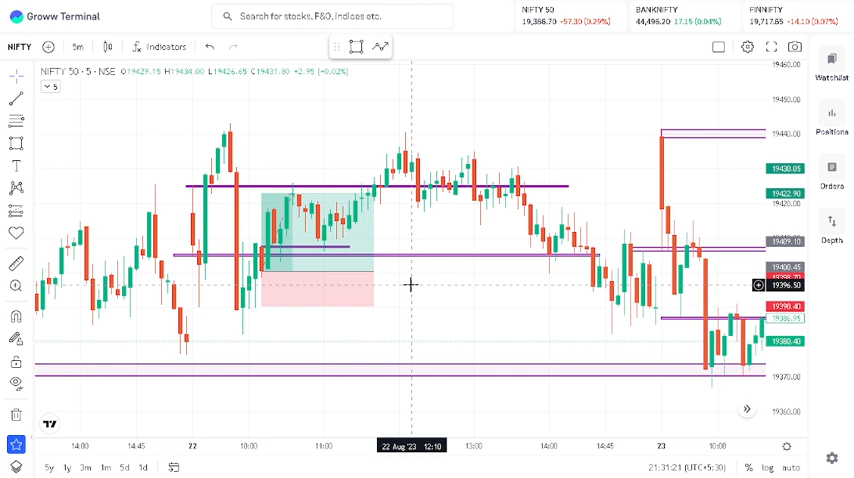 Groww Terminal
Search for stocks, F&O, Indices etc.
NIFTY 50
19,366.70 -57.30 (0.29%)
BANKNIFTY
44,496.20 17.15 (0.04%)
FINNIFTY
19,717.65 -14.10 (0.07%)
NIFTY
5m
Indicators
NIFTY 50 · 5 · NSE O19429.15 H19434.00 L19426.65 C19431.80 +2.95 (+0.02%)
5
19460.00
19450.00
19440.00
19430.05
19422.90
19420.00
19409.10
19400.45
19396.50
19390.40
19386.95
19380.40
19370.00
19360.00
Watchlist
Positions
Orders
Depth
14:00
14:45
22
10:00
11:00
22 Aug '23 12:10
13:00
14:00
14:45
23
10:00
5y
1y
3m
1m
5d
1d
21:31:21 (UTC+5:30)
%
log
auto